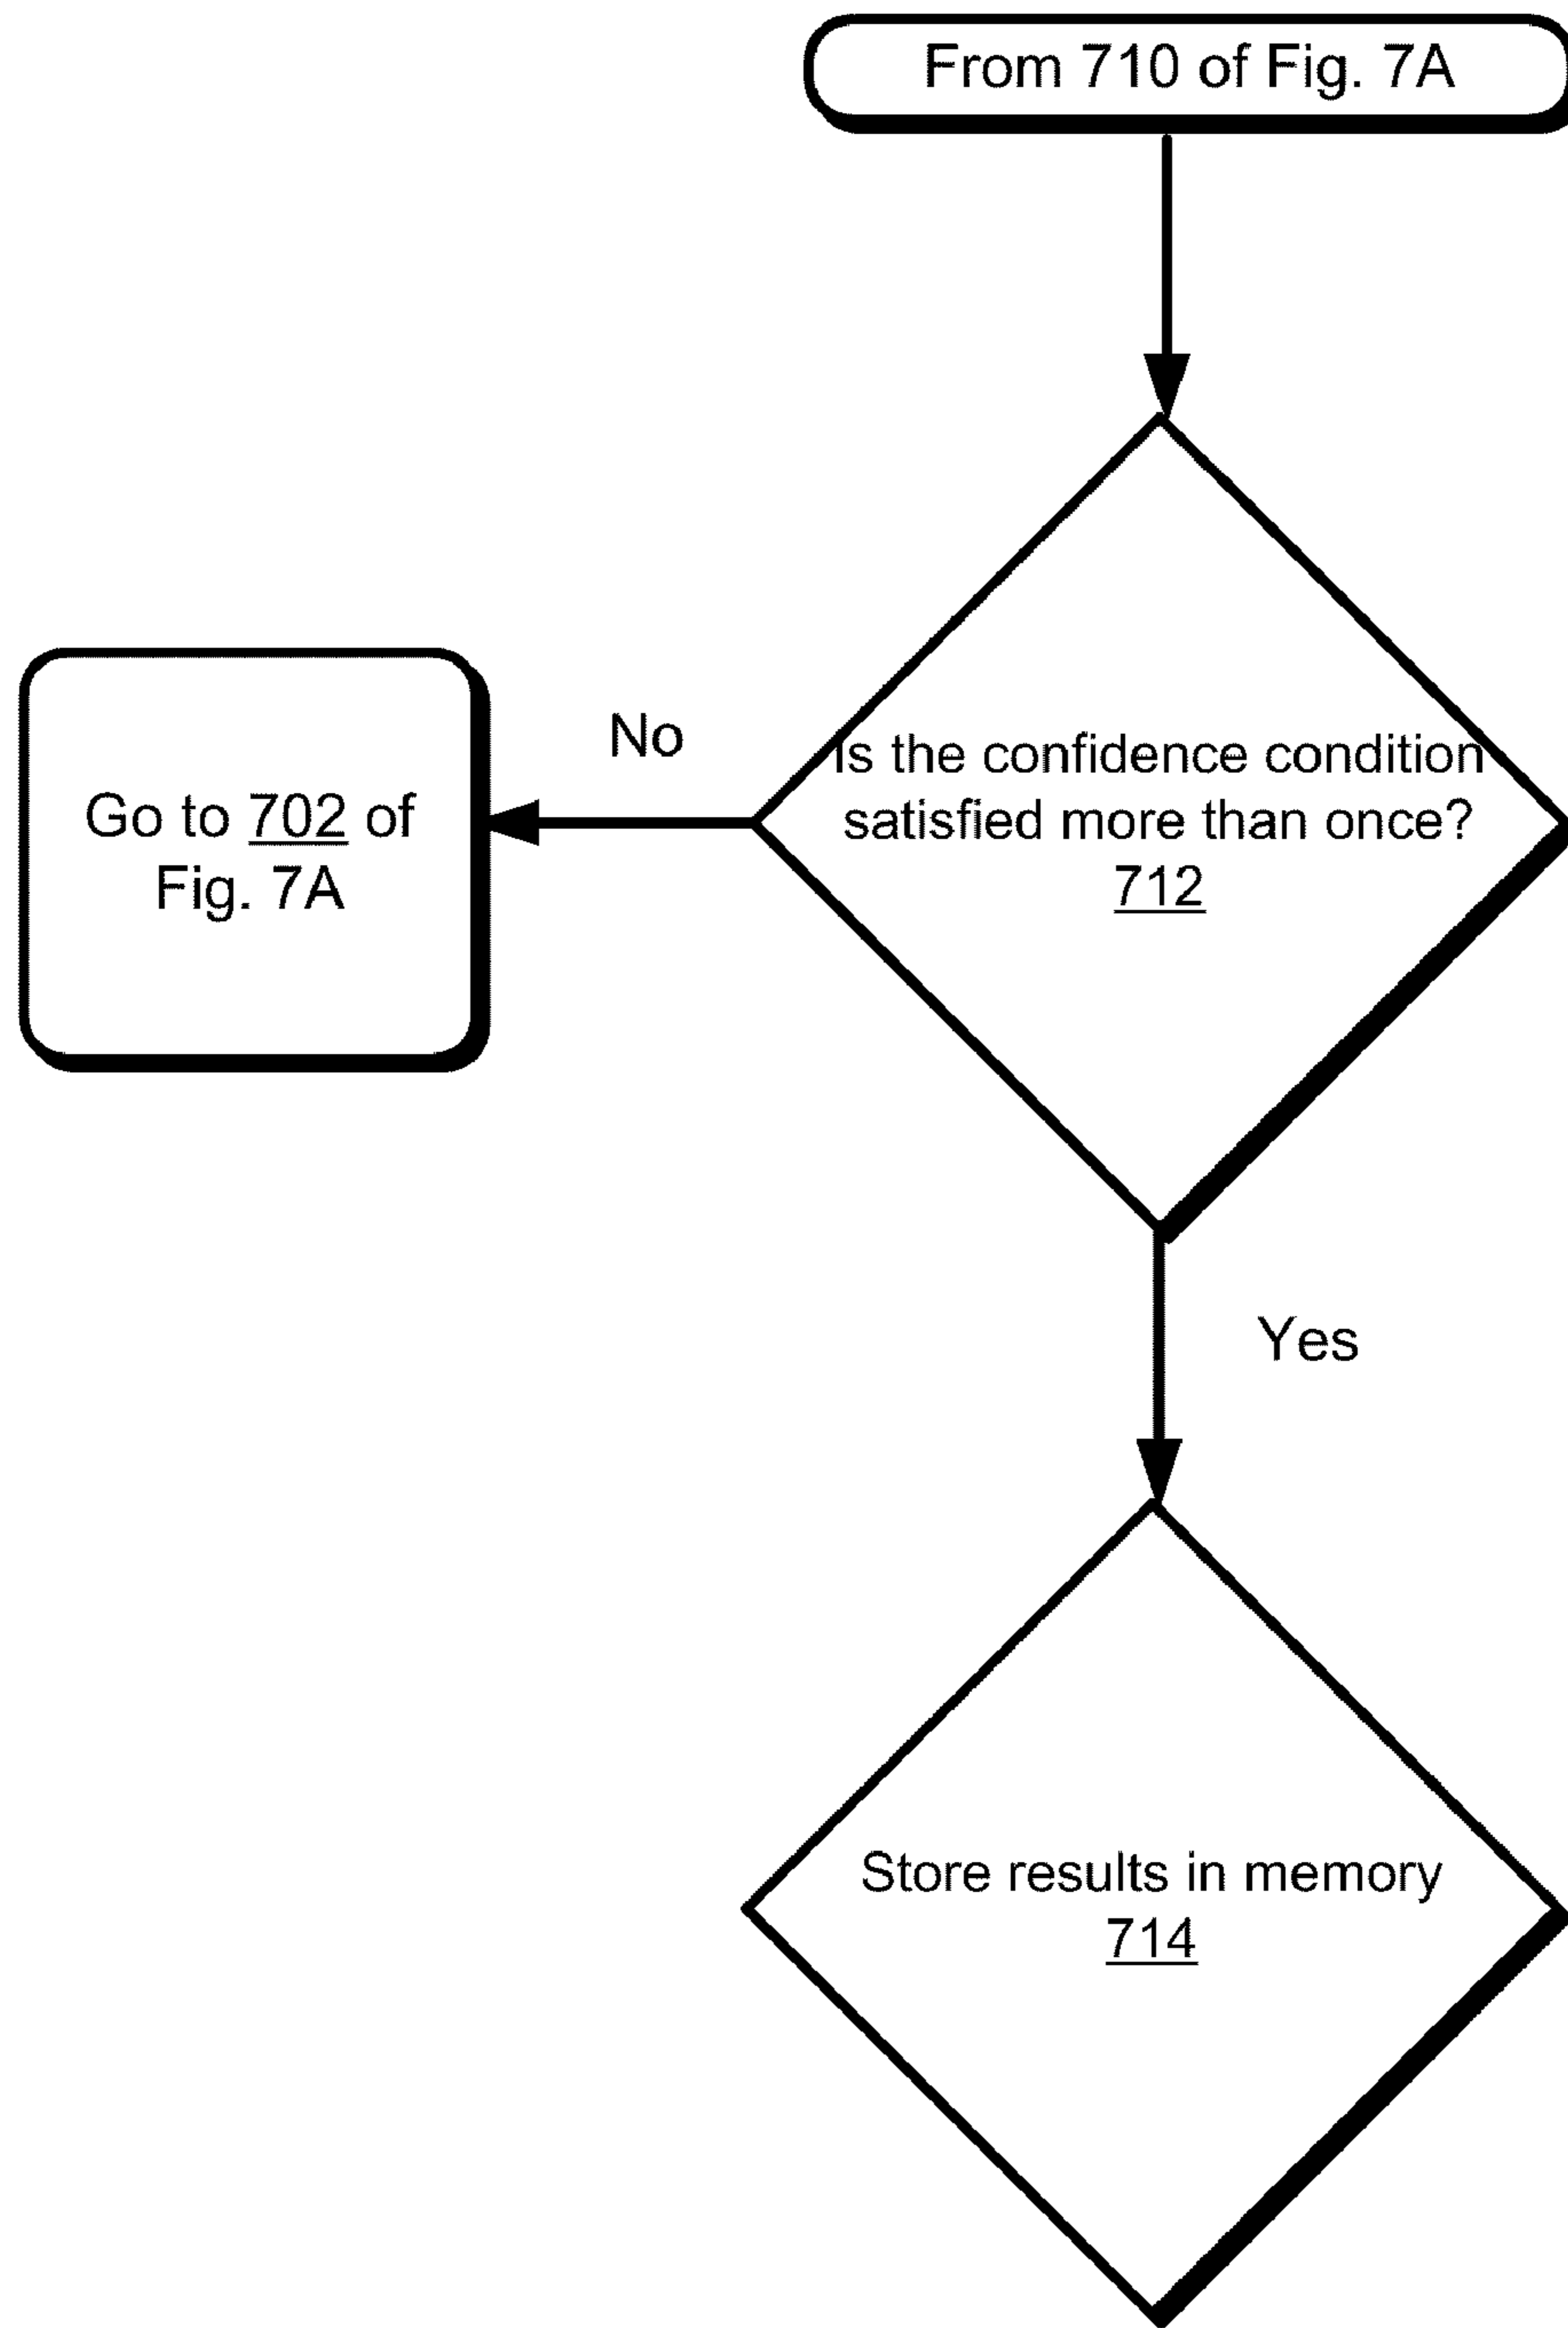 From 710 of Fig. 7A
Is the confidence condition
satisfied more than once?
712
No
Go to 702 of
Fig. 7A
Yes
Store results in memory
714